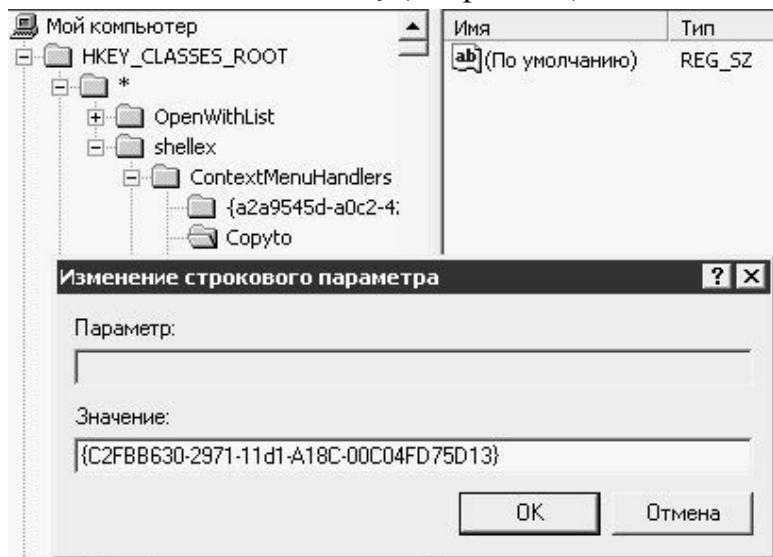 Мой компьютер
HKEY_CLASSES_ROOT
*
OpenWithList
shellex
ContextMenuHandlers
{a2a9545d-a0c2-4
Copyto
Имя Тип
ab (По умолчанию) REG_SZ
Изменение строкового параметра
Параметр:
Значение:
{C2FBB630-2971-11d1-A18C-00C04FD75D13}
OK Отмена